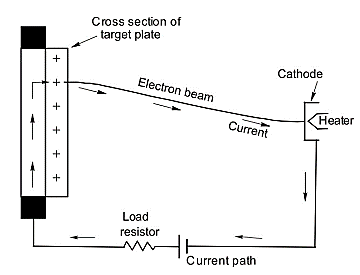 Cross section of
target plate
Cathode
Electron beam
Heater
Current
+
+
+
+
+
+
Load
resistor
Current path